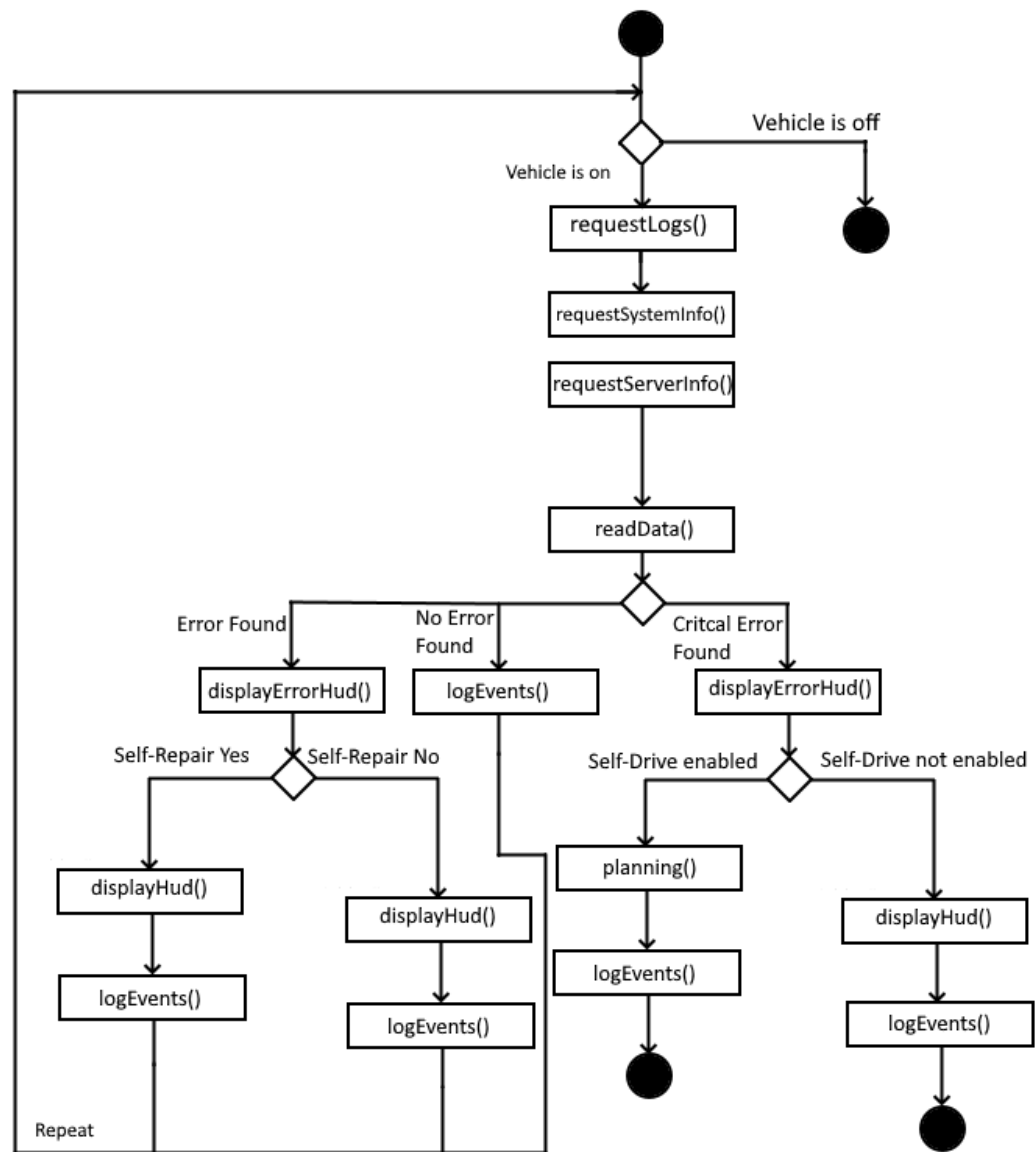 Vehicle is off
Vehicle is on
requestLogs()
requestSystemInfo()
requestServerInfo()
readData()
Error Found
No Error
Found
Critcal Error
Found
displayErrorHud()
logEvents()
displayErrorHud()
Self-Repair Yes
Self-Repair No
Self-Drive enabled
Self-Drive not enabled
displayHud()
displayHud()
planning()
displayHud()
logEvents()
logEvents()
logEvents()
logEvents()
Repeat